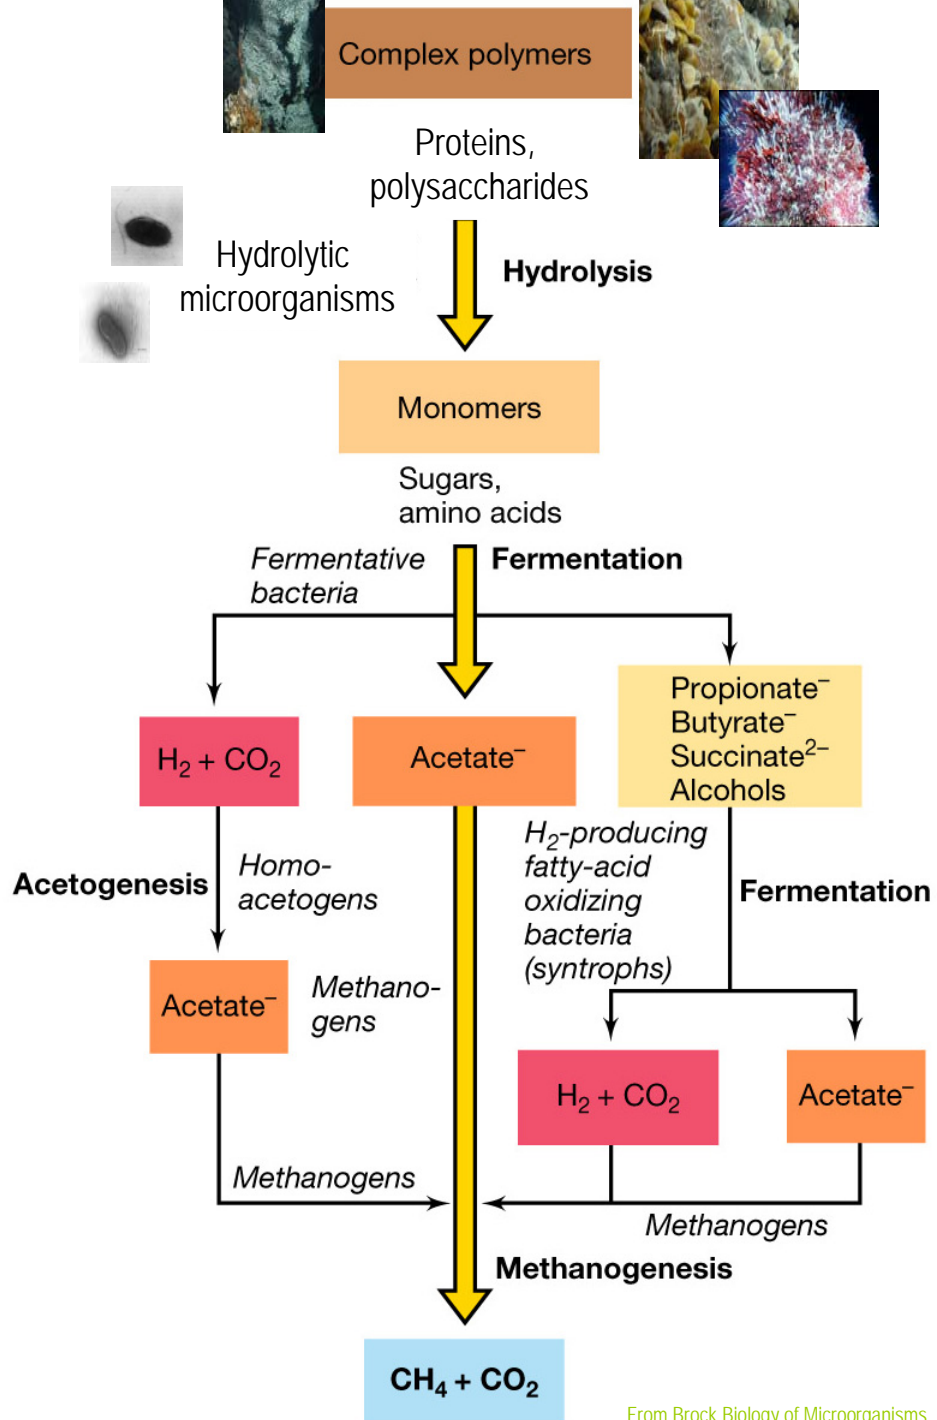 Complex polymers
Proteins,
polysaccharides
Hydrolytic
microorganisms
Hydrolysis
Monomers
Sugars,
amino acids
Fermentative
bacteria
Fermentation
H₂ + CO₂
Acetate⁻
Propionate⁻
Butyrate⁻
Succinate²⁻
Alcohols
Acetogenesis
Homo-
acetogens
H₂-producing
fatty-acid
oxidizing
bacteria
(syntrophs)
Fermentation
Acetate⁻
Methano-
gens
H₂ + CO₂
Acetate⁻
Methanogens
Methanogens
Methanogenesis
CH₄ + CO₂
From Brock Biology of Microorganisms